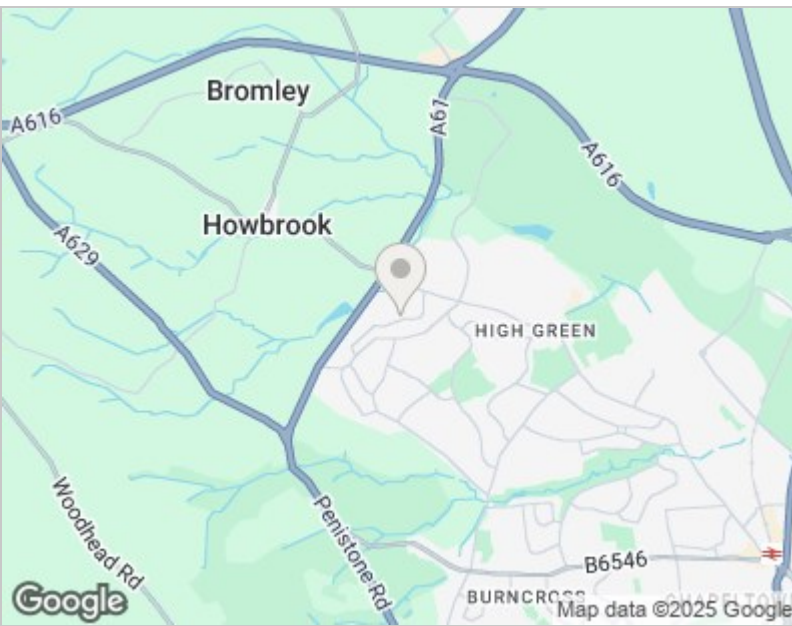 Bromley
A616
A61
A616
Howbrook
A629
HIGH GREEN
Woodhead Rd
Penistone Rd
B6546
BURNCROSS
CHAPELTOWN
Google
Map data ©2025 Google